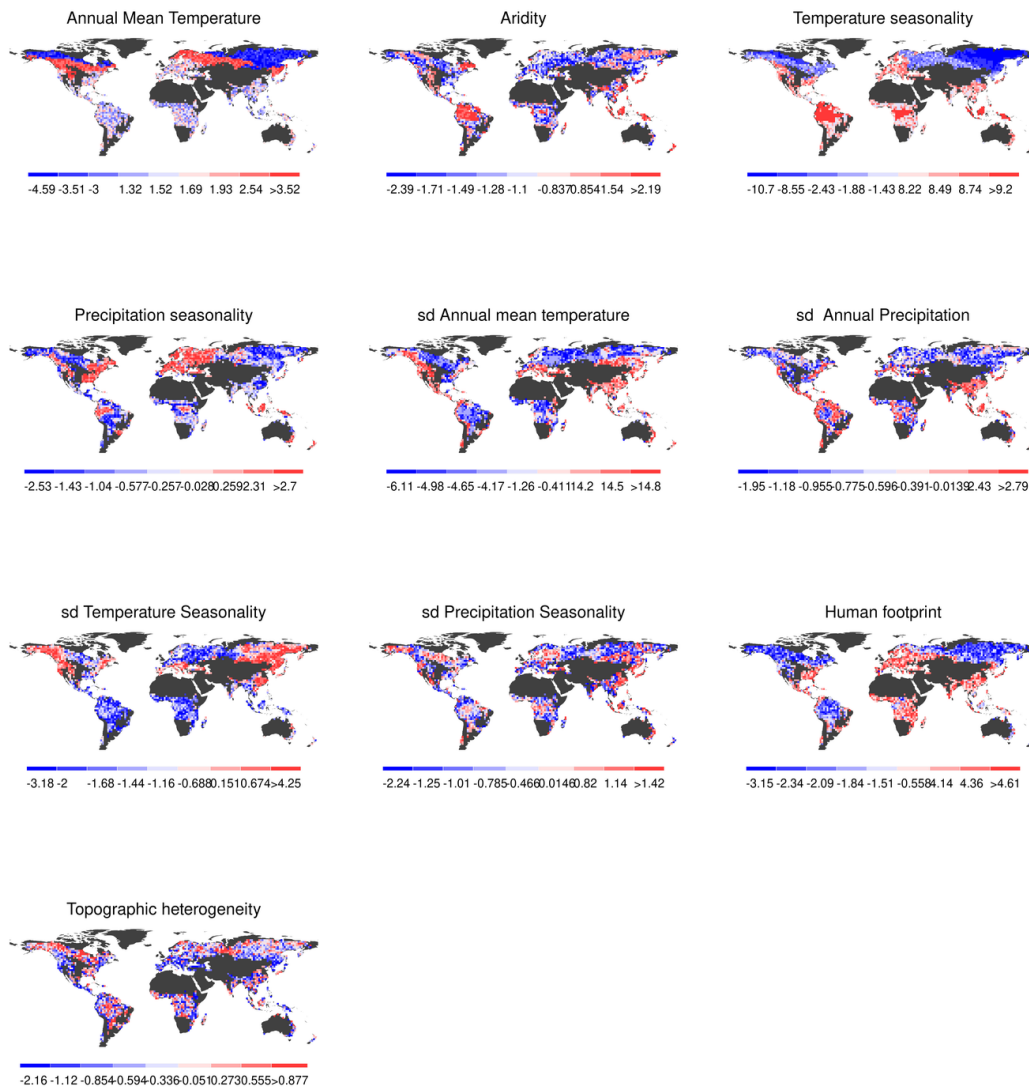 Annual Mean Temperature
Aridity
Temperature seasonality
-4.59 -3.51 -3 1.32 1.52 1.69 1.93 2.54 >3.52
-2.39 -1.71 -1.49 -1.28 -1.1 -0.837 0.854 1.54 >2.19
-10.7 -8.55 -2.43 -1.88 -1.43 8.22 8.49 8.74 >9.2
Precipitation seasonality
sd Annual mean temperature
sd Annual Precipitation
-2.53 -1.43 -1.04 -0.577 -0.257 -0.028 0.259 2.31 >2.7
-6.11 -4.98 -4.65 -4.17 -1.26 -0.411 14.2 14.5 >14.8
-1.95 -1.18 -0.955 -0.775 -0.596 -0.391 -0.0139 2.43 >2.79
sd Temperature Seasonality
sd Precipitation Seasonality
Human footprint
-3.18 -2 -1.68 -1.44 -1.16 -0.688 0.151 0.674 >4.25
-2.24 -1.25 -1.01 -0.785 -0.466 0.0146 0.82 1.14 >1.42
-3.15 -2.34 -2.09 -1.84 -1.51 -0.558 4.14 4.36 >4.61
Topographic heterogeneity
-2.16 -1.12 -0.854 -0.594 -0.336 -0.051 0.273 0.555 >0.877